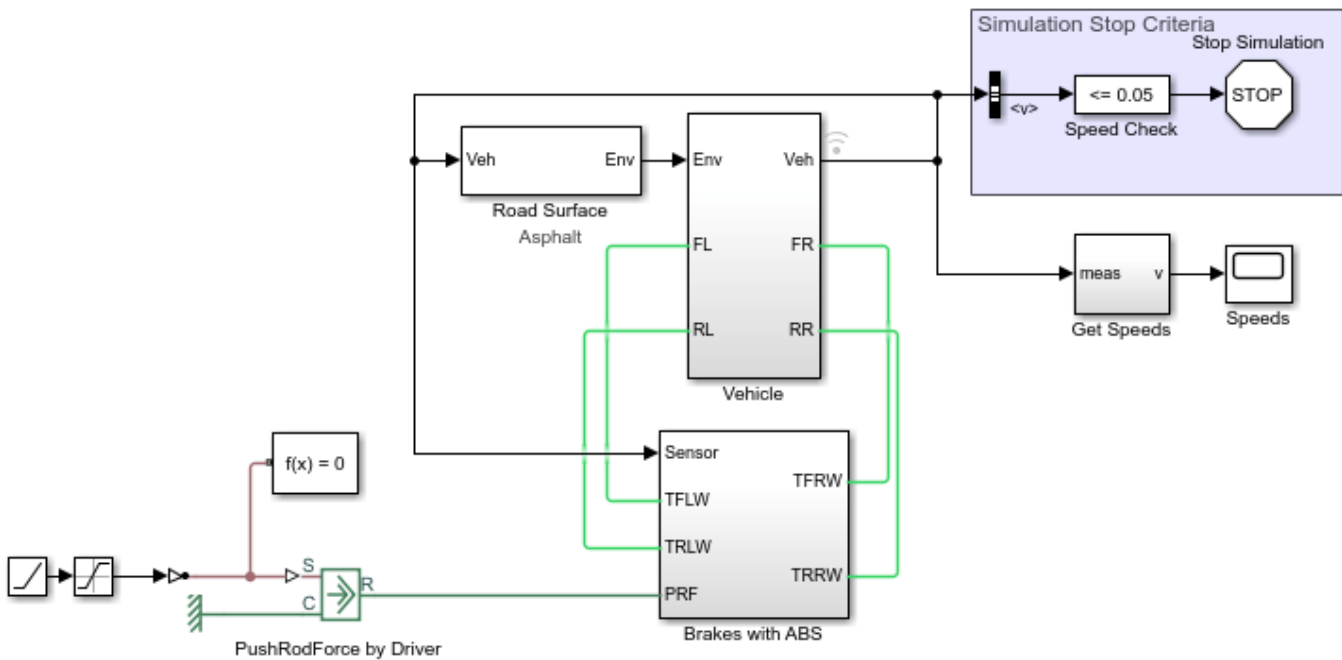 Simulation Stop Criteria
Stop Simulation
<v>
<= 0.05
STOP
Speed Check
Veh
Env
Road Surface
Asphalt
Env
Veh
FL
FR
RL
RR
Vehicle
meas
v
Get Speeds
Speeds
f(x) = 0
Sensor
TFLW
TFRW
TRLW
TRRW
PRF
Brakes with ABS
S
C
R
PushRodForce by Driver